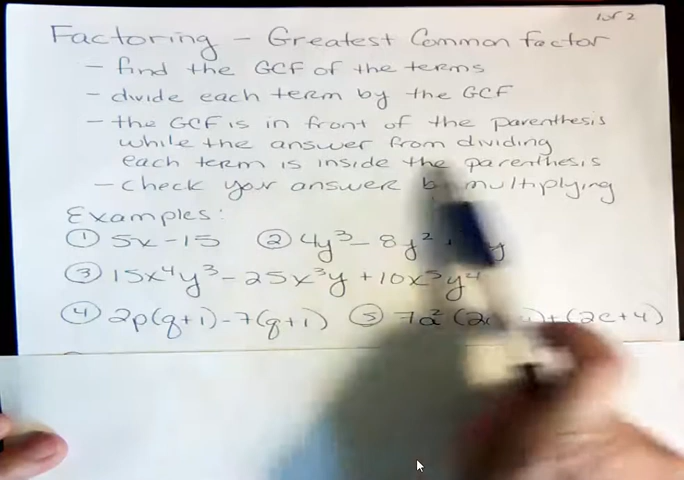 1 of 2
Factoring - Greatest Common factor
- find the GCF of the terms
- divide each term by the GCF
- the GCF is in front of the parenthesis
while the answer from dividing
each term is inside the parenthesis
- check your answer by multiplying
Examples:
① 5x - 15 ② 4y³ - 8y² + y
③ 15x⁴y³ - 25x³y + 10x⁵y⁴
④ 2p(q+1) - 7(q+1) ⑤ 7a² (2c + (2c+4)